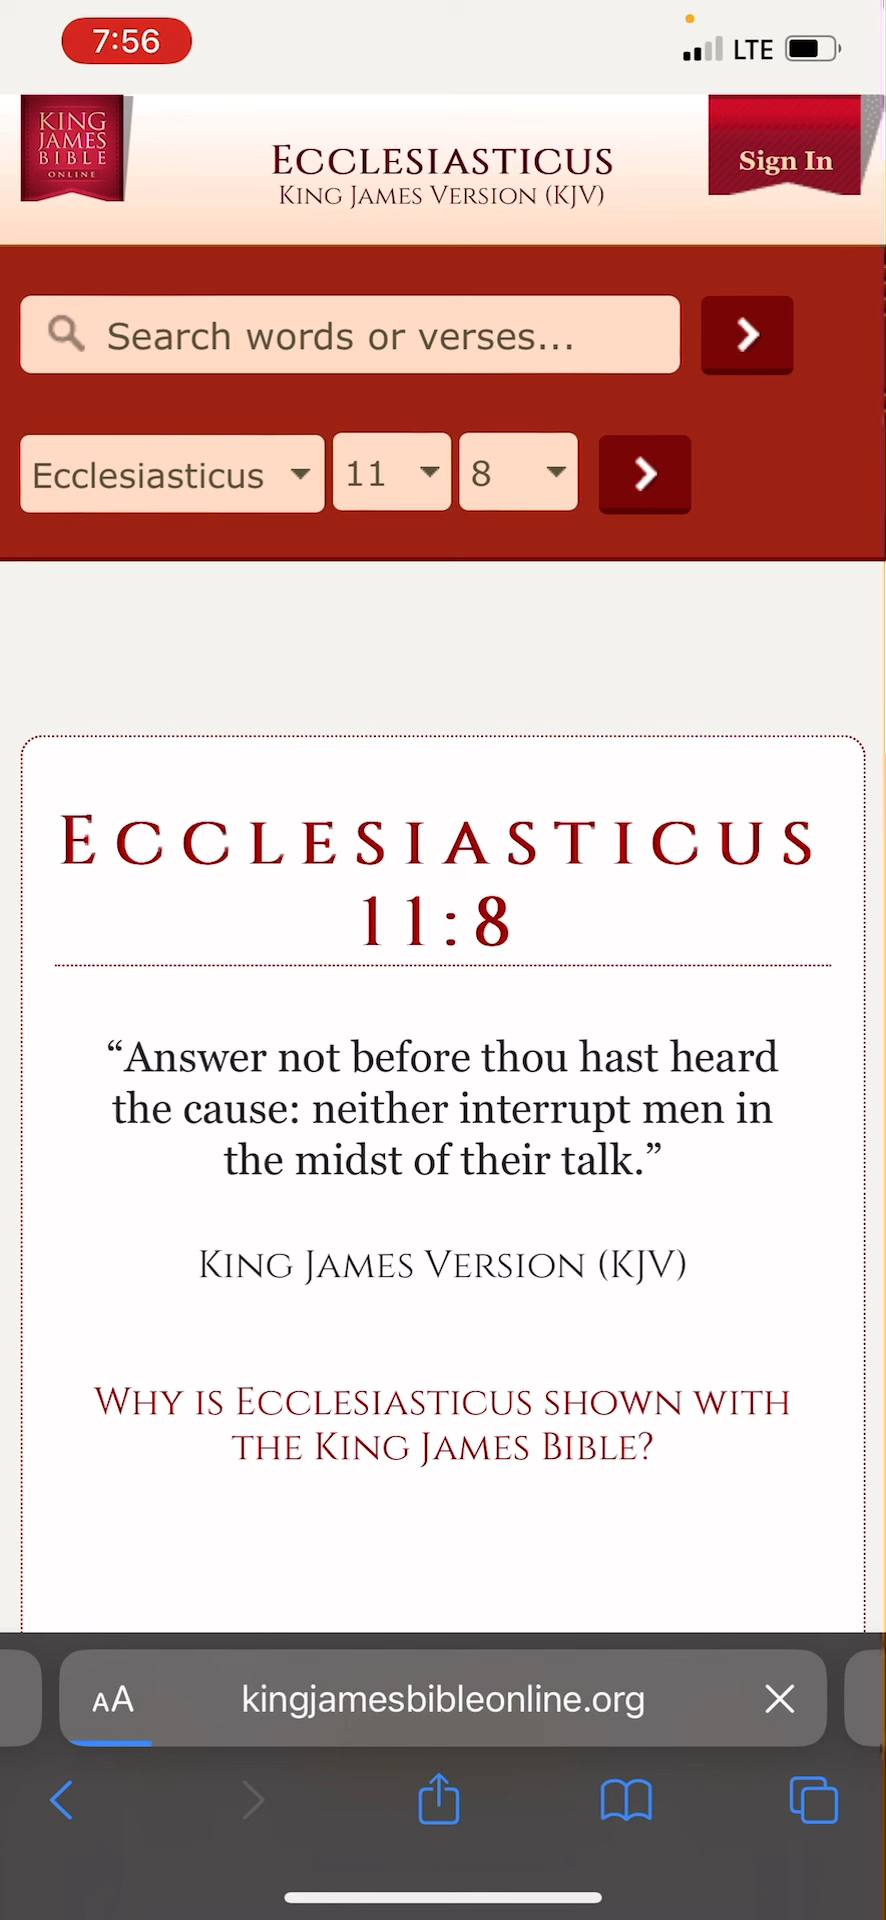 7:56
LTE
KING
JAMES
BIBLE
ONLINE
ECCLESIASTICUS
KING JAMES VERSION (KJV)
Sign In
Search words or verses...
Ecclesiasticus 11 8
ECCLESIASTICUS
11:8
“Answer not before thou hast heard
the cause: neither interrupt men in
the midst of their talk.”
KING JAMES VERSION (KJV)
WHY IS ECCLESIASTICUS SHOWN WITH
THE KING JAMES BIBLE?
AA kingjamesbibleonline.org